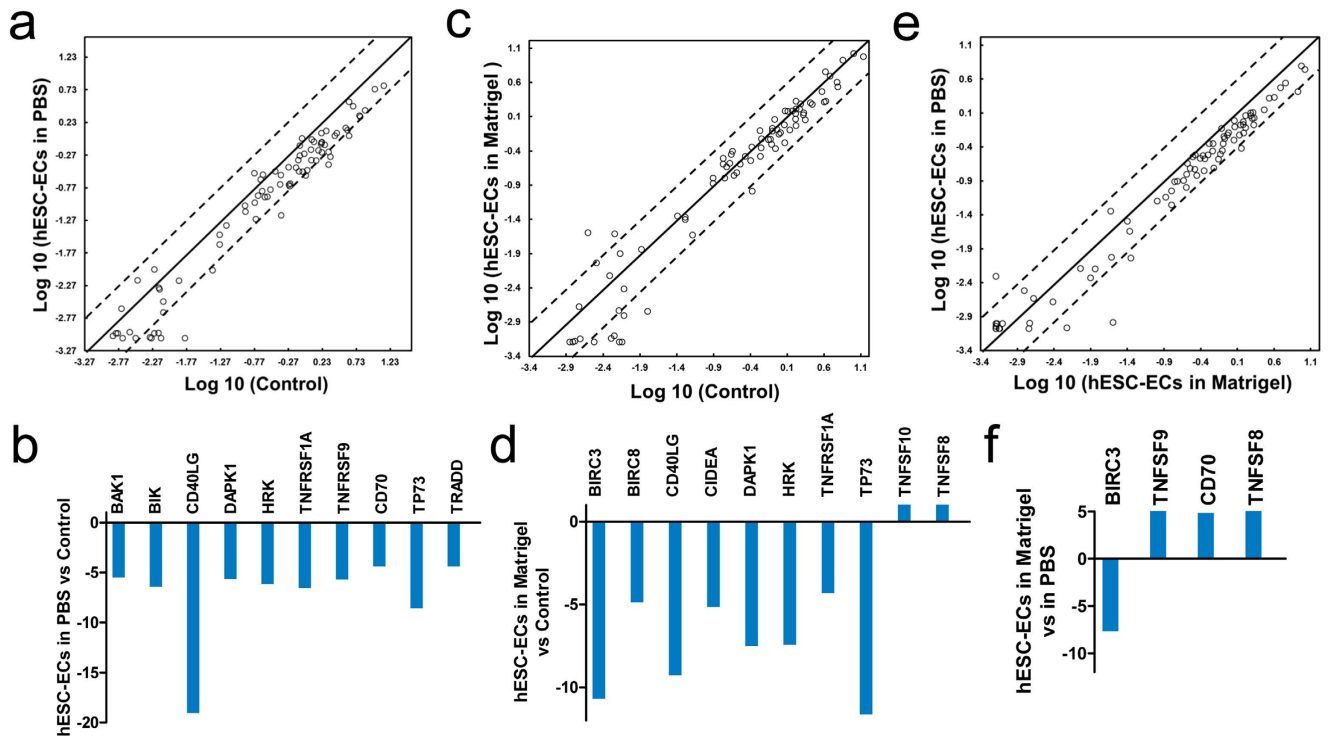 a
1.23
0.73
0.23
-0.27
-0.77
-1.27
-1.77
-2.27
-2.77
-3.27
-3.27 -2.77 -2.27 -1.77 -1.27 -0.77 -0.27 0.23 0.73 1.23
Log 10 (hESC-ECs in PBS)
Log 10 (Control)
c
1.1
0.6
0.1
-0.4
-0.9
-1.4
-1.9
-2.4
-2.9
-3.4
-3.4 -2.9 -2.4 -1.9 -1.4 -0.9 -0.4 0.1 0.6 1.1
Log 10 (hESC-ECs in Matrigel )
Log 10 (Control)
e
1.1
0.6
0.1
-0.4
-0.9
-1.4
-1.9
-2.4
-2.9
-3.4
-3.4 -2.9 -2.4 -1.9 -1.4 -0.9 -0.4 0.1 0.6 1.1
Log 10 (hESC-ECs in PBS)
Log 10 (hESC-ECs in Matrigel)
b
BAK1
BIK
CD40LG
DAPK1
HRK
TNFRSF1A
TNFRSF9
CD70
TP73
TRADD
0
-5
-10
-15
-20
hESC-ECs in PBS vs Control
d
BIRC3
BIRC8
CD40LG
CIDEA
DAPK1
HRK
TNFRSF1A
TP73
TNFSF10
TNFSF8
0
-5
-10
hESC-ECs in Matrigel
vs Control
f
BIRC3
TNFSF9
CD70
TNFSF8
5
0
-5
-10
hESC-ECs in Matrigel
vs in PBS